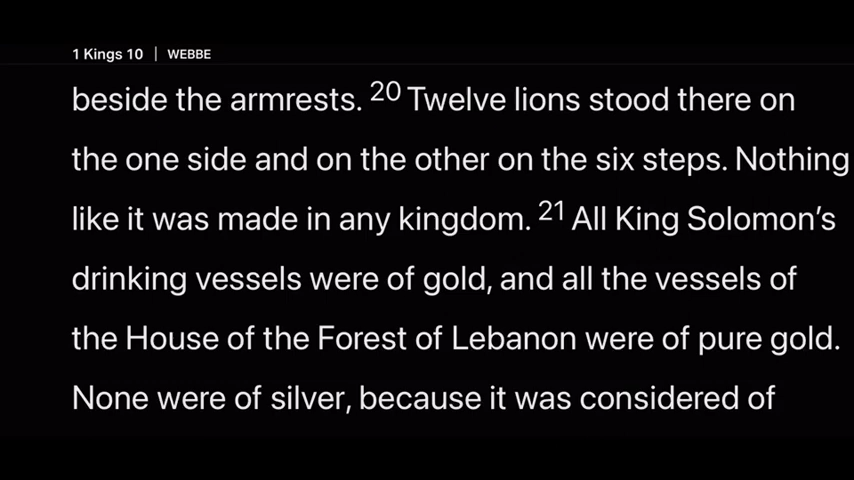 1 Kings 10 | WEBBE
beside the armrests. 20 Twelve lions stood there on
the one side and on the other on the six steps. Nothing
like it was made in any kingdom. 21 All King Solomon’s
drinking vessels were of gold, and all the vessels of
the House of the Forest of Lebanon were of pure gold.
None were of silver, because it was considered of